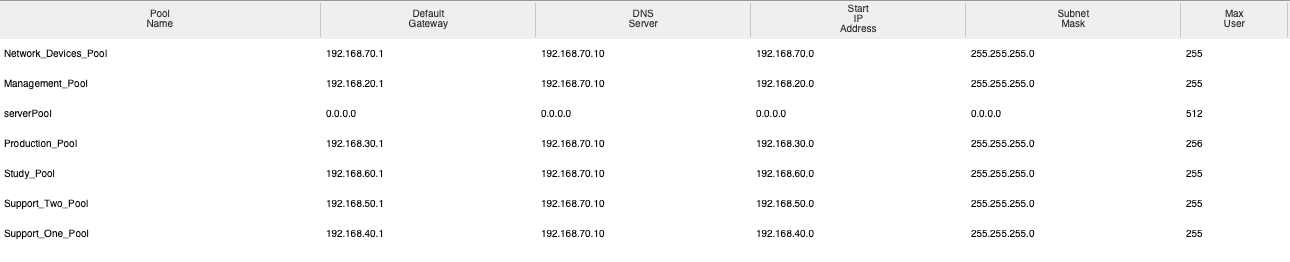 Pool Name Default Gateway DNS Server Start IP Address Subnet Mask Max User
Network_Devices_Pool 192.168.70.1 192.168.70.10 192.168.70.0 255.255.255.0 255
Management_Pool 192.168.20.1 192.168.70.10 192.168.20.0 255.255.255.0 255
serverPool 0.0.0.0 0.0.0.0 0.0.0.0 0.0.0.0 512
Production_Pool 192.168.30.1 192.168.70.10 192.168.30.0 255.255.255.0 256
Study_Pool 192.168.60.1 192.168.70.10 192.168.60.0 255.255.255.0 255
Support_Two_Pool 192.168.50.1 192.168.70.10 192.168.50.0 255.255.255.0 255
Support_One_Pool 192.168.40.1 192.168.70.10 192.168.40.0 255.255.255.0 255